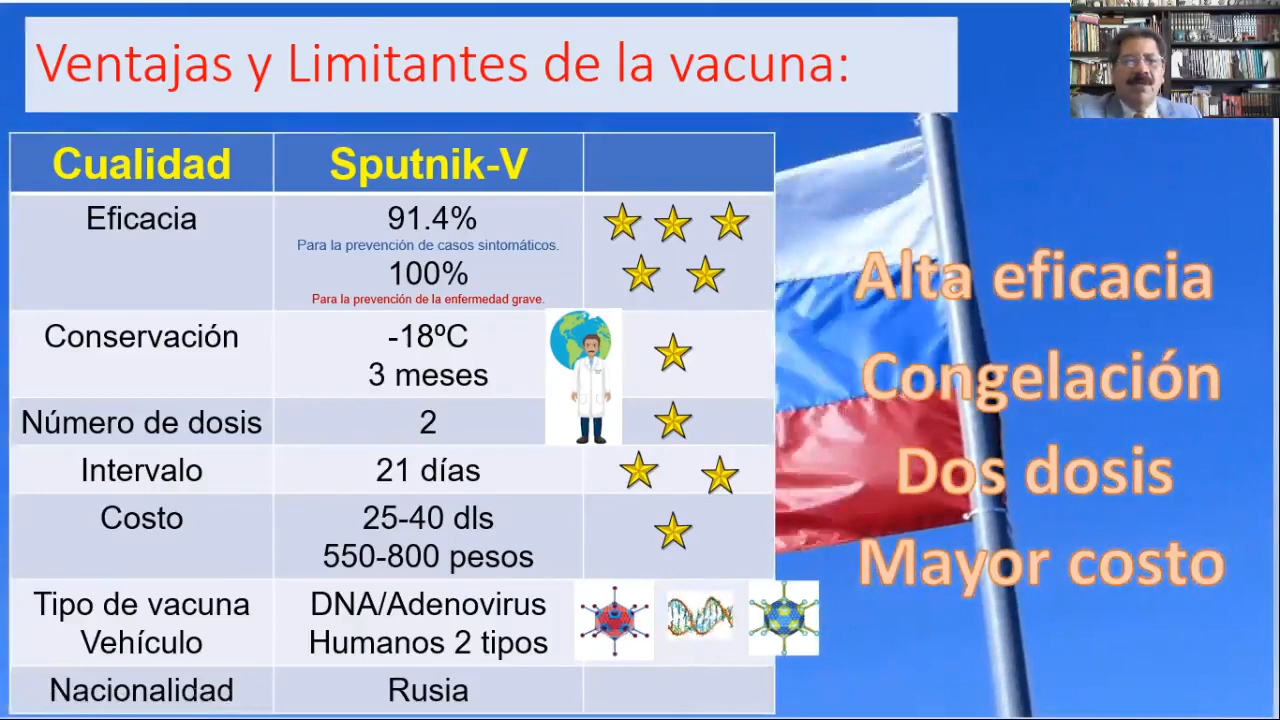 Ventajas y Limitantes de la vacuna:
Cualidad Sputnik-V
Eficacia 91.4%
Para la prevención de casos sintomáticos.
100%
Para la prevención de la enfermedad grave.
Conservación -18ºC
3 meses
Número de dosis 2
Intervalo 21 días
Costo 25-40 dls
550-800 pesos
Tipo de vacuna DNA/Adenovirus
Vehículo Humanos 2 tipos
Nacionalidad Rusia
Alta eficacia
Congelación
Dos dosis
Mayor costo